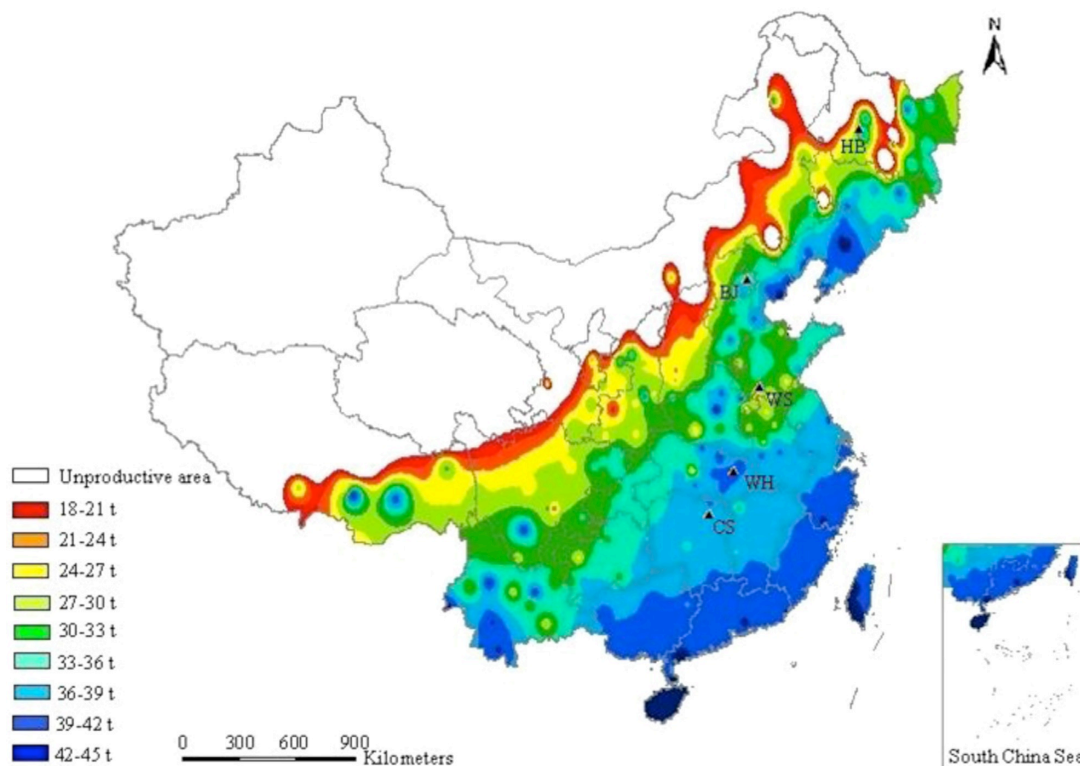 N
HB
BJ
WS
WH
CS
Unproductive area
18-21 t
21-24 t
24-27 t
27-30 t
30-33 t
33-36 t
36-39 t
39-42 t
42-45 t
0 300 600 900
Kilometers
South China Sea